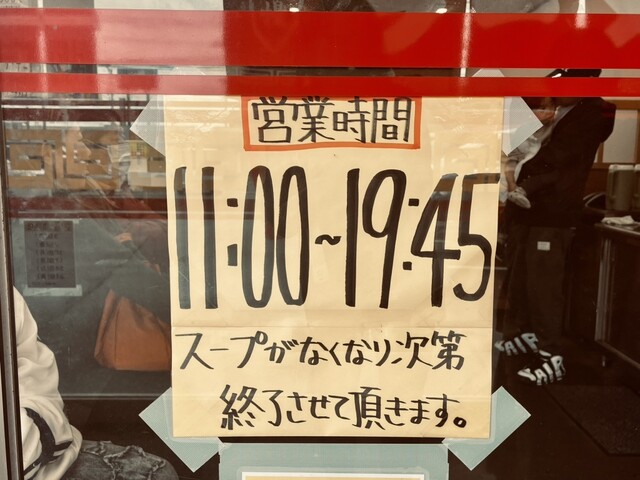 営業時間
11:00~19:45
スープがなくなり次第
終了させて頂きます。